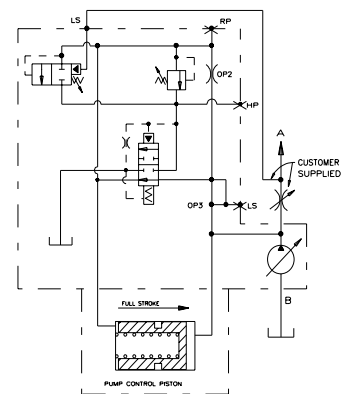 LS
RP
OP2
HP
A
CUSTOMER
SUPPLIED
OP3
LS
B
FULL STROKE
PUMP CONTROL PISTON